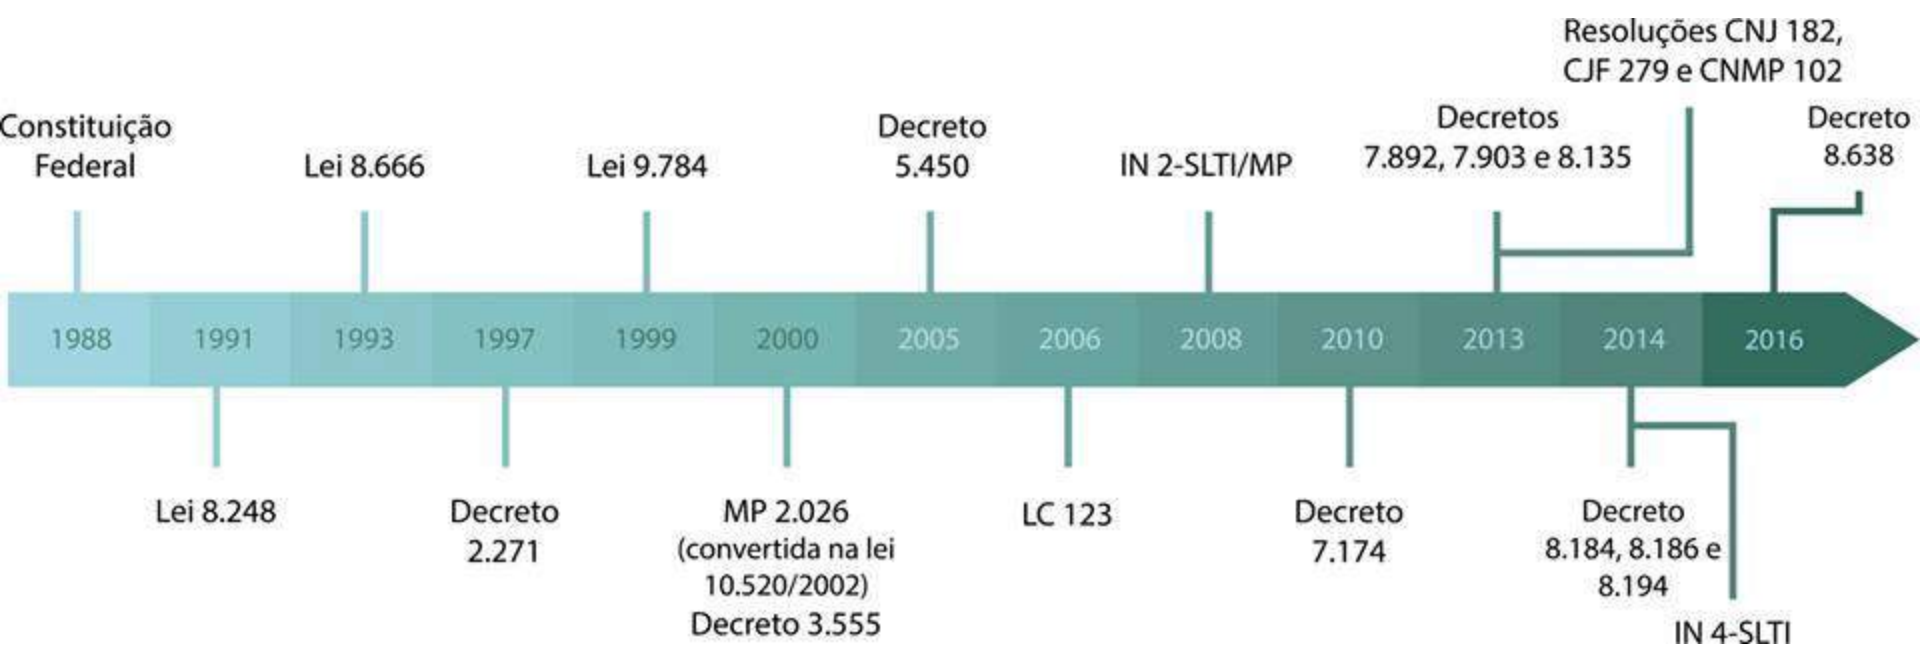 Resoluções CNJ 182,
CJF 279 e CNMP 102
Constituição
Federal
Lei 8.666
Lei 9.784
Decreto
5.450
IN 2-SLTI/MP
Decretos
7.892, 7.903 e 8.135
Decreto
8.638
1988
1991
1993
1997
1999
2000
2005
2006
2008
2010
2013
2014
2016
Lei 8.248
Decreto
2.271
MP 2.026
(convertida na lei
10.520/2002)
Decreto 3.555
LC 123
Decreto
7.174
Decreto
8.184, 8.186 e
8.194
IN 4-SLTI